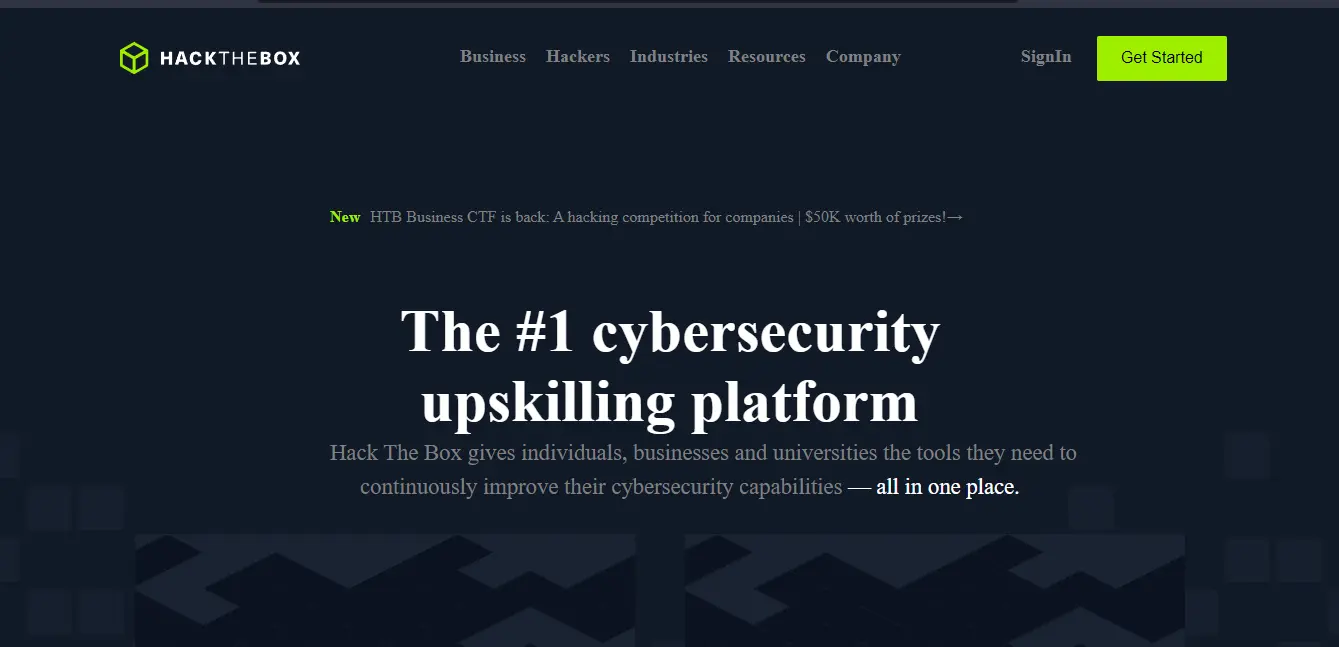 HACKTHEBOX
Business Hackers Industries Resources Company
SignIn
Get Started
New HTB Business CTF is back: A hacking competition for companies | $50K worth of prizes!→
The #1 cybersecurity
upskilling platform
Hack The Box gives individuals, businesses and universities the tools they need to
continuously improve their cybersecurity capabilities — all in one place.